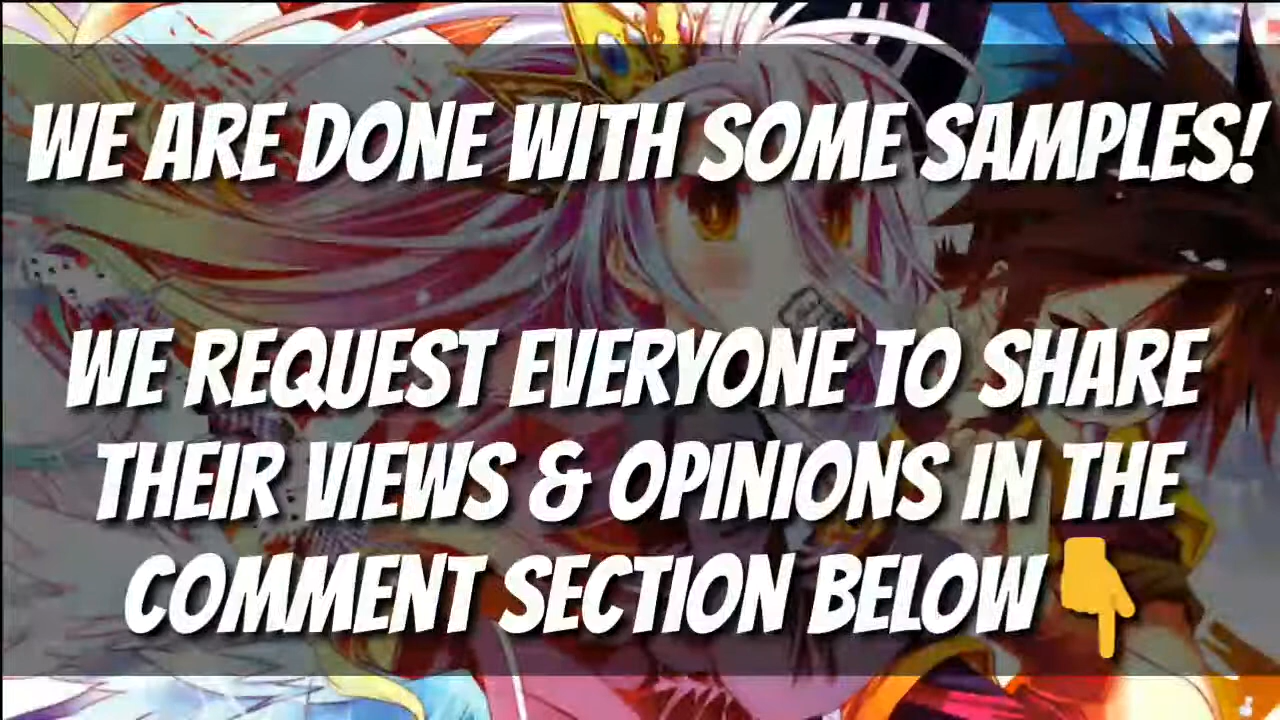 WE ARE DONE WITH SOME SAMPLES!
WE REQUEST EVERYONE TO SHARE
THEIR VIEWS & OPINIONS IN THE
COMMENT SECTION BELOW👇